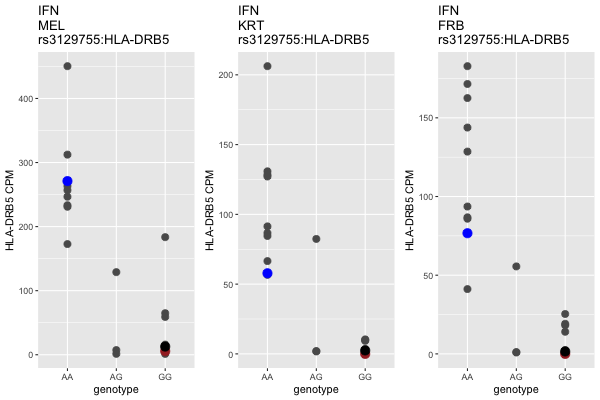 IFN
MEL
rs3129755:HLA-DRB5
HLA-DRB5 CPM
400
300
200
100
0
AA AG GG
genotype
IFN
KRT
rs3129755:HLA-DRB5
HLA-DRB5 CPM
200
150
100
50
0
AA AG GG
genotype
IFN
FRB
rs3129755:HLA-DRB5
HLA-DRB5 CPM
150
100
50
0
AA AG GG
genotype